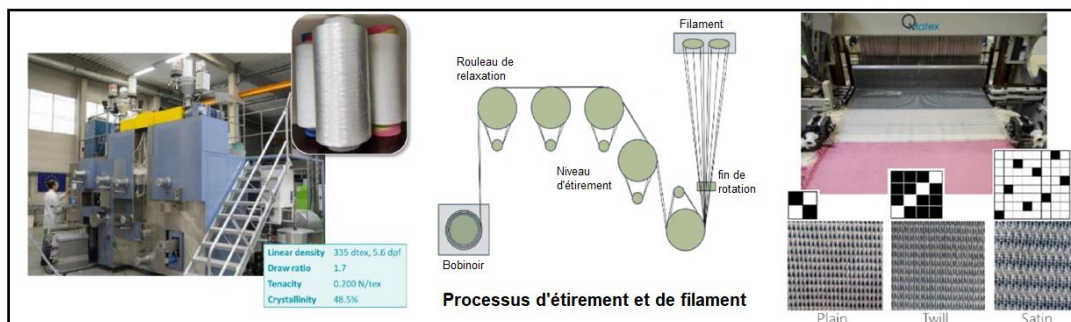 Linear density 335 dtex, 5.6 dpf
Draw ratio 1.7
Tenacity 0.200 N/tex
Crystallinity 48.5%
Filament
Rouleau de
relaxation
Niveau
d'étirement
fin de
rotation
Bobinoir
Processus d'étirement et de filament
Matex
Plain
Twill
Satin